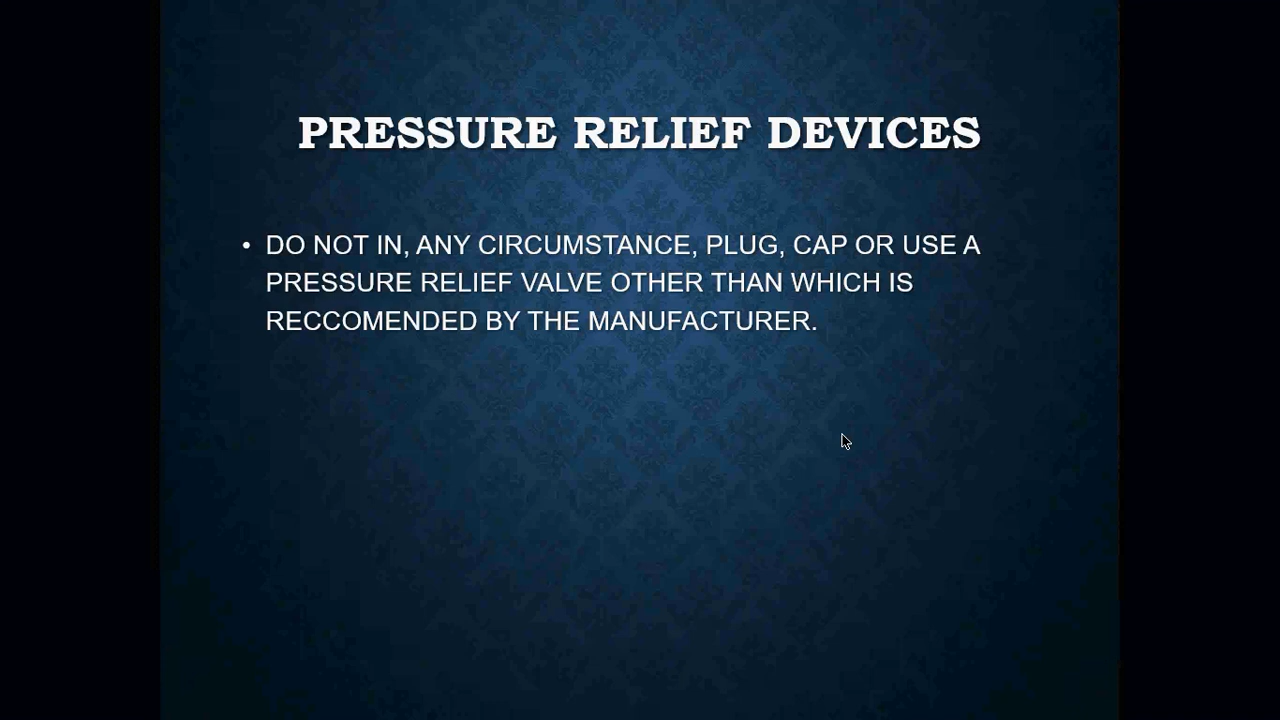 PRESSURE RELIEF DEVICES
• DO NOT IN, ANY CIRCUMSTANCE, PLUG, CAP OR USE A
PRESSURE RELIEF VALVE OTHER THAN WHICH IS
RECCOMENDED BY THE MANUFACTURER.